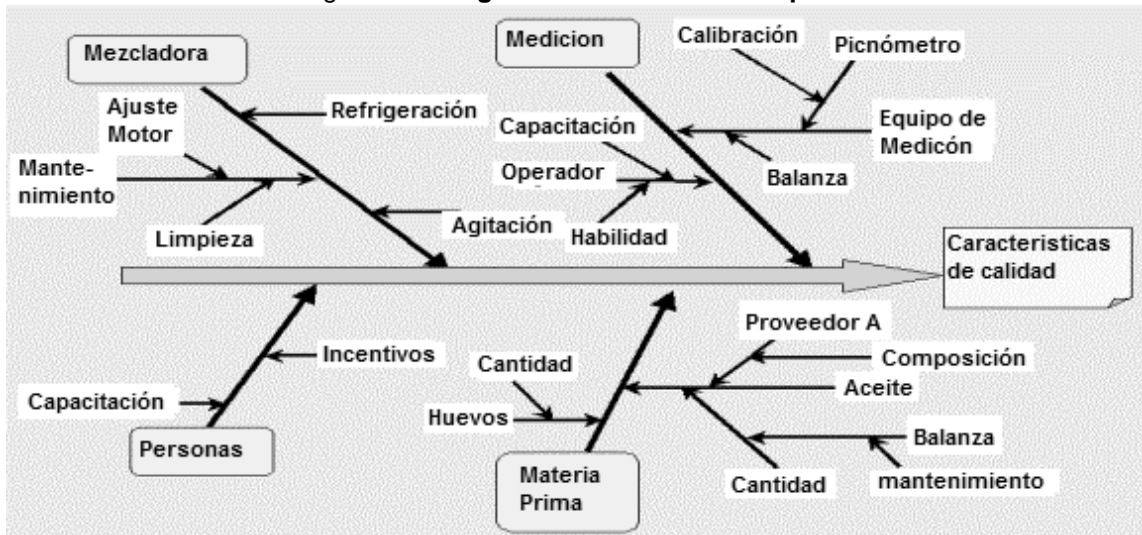 Mezcladora
Medicion
Calibración
Picnómetro
Ajuste
Motor
Refrigeración
Capacitación
Equipo de
Medicón
Mante-
nimiento
Operador
Balanza
Limpieza
Agitación
Habilidad
Caracteristicas
de calidad
Proveedor A
Incentivos
Cantidad
Composición
Aceite
Capacitación
Huevos
Balanza
Personas
Materia
Prima
Cantidad
mantenimiento